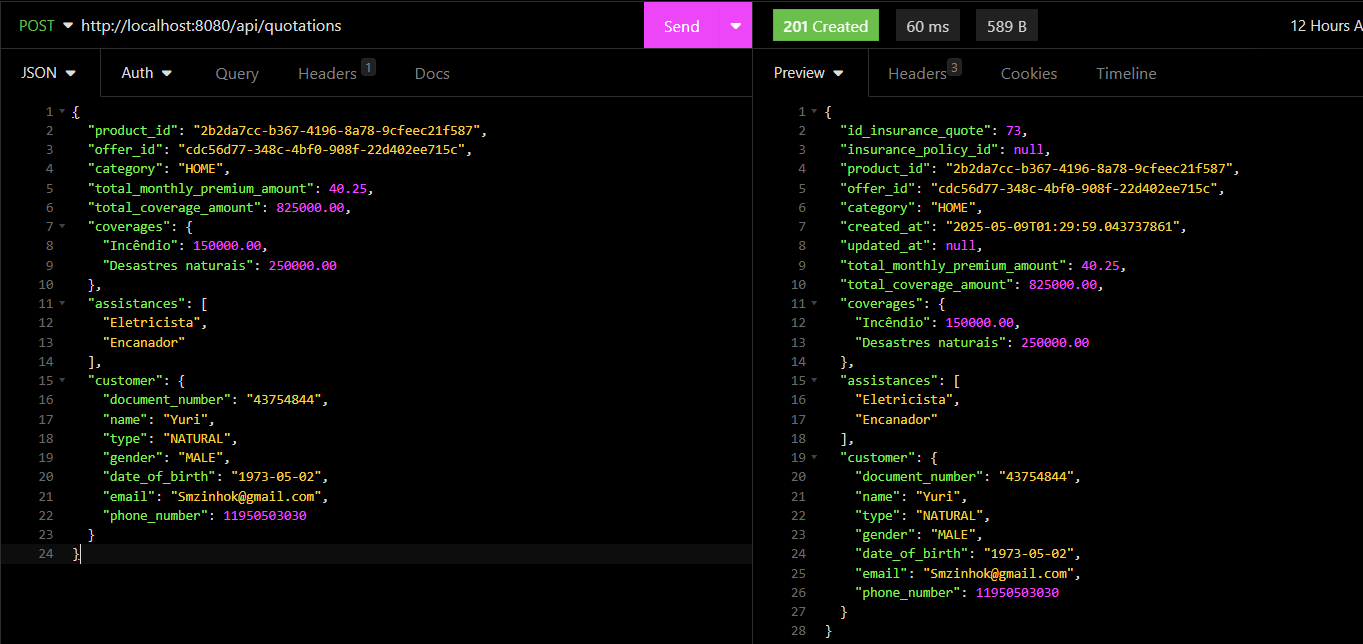 POST http://localhost:8080/api/quotations Send 201 Created 60 ms 589 B 12 Hours A
JSON Auth Query Headers 1 Docs Preview Headers 3 Cookies Timeline
1 {
2 "product_id": "2b2da7cc-b367-4196-8a78-9cfeec21f587",
3 "offer_id": "cdc56d77-348c-4bf0-908f-22d402ee715c",
4 "category": "HOME",
5 "total_monthly_premium_amount": 40.25,
6 "total_coverage_amount": 825000.00,
7 "coverages": {
8 "Incêndio": 150000.00,
9 "Desastres naturais": 250000.00
10 },
11 "assistances": [
12 "Eletricista",
13 "Encanador"
14 ],
15 "customer": {
16 "document_number": "43754844",
17 "name": "Yuri",
18 "type": "NATURAL",
19 "gender": "MALE",
20 "date_of_birth": "1973-05-02",
21 "email": "Smzinhok@gmail.com",
22 "phone_number": 11950503030
23 }
24 }
1 {
2 "id_insurance_quote": 73,
3 "insurance_policy_id": null,
4 "product_id": "2b2da7cc-b367-4196-8a78-9cfeec21f587",
5 "offer_id": "cdc56d77-348c-4bf0-908f-22d402ee715c",
6 "category": "HOME",
7 "created_at": "2025-05-09T01:29:59.043737861",
8 "updated_at": null,
9 "total_monthly_premium_amount": 40.25,
10 "total_coverage_amount": 825000.00,
11 "coverages": {
12 "Incêndio": 150000.00,
13 "Desastres naturais": 250000.00
14 },
15 "assistances": [
16 "Eletricista",
17 "Encanador"
18 ],
19 "customer": {
20 "document_number": "43754844",
21 "name": "Yuri",
22 "type": "NATURAL",
23 "gender": "MALE",
24 "date_of_birth": "1973-05-02",
25 "email": "Smzinhok@gmail.com",
26 "phone_number": 11950503030
27 }
28 }